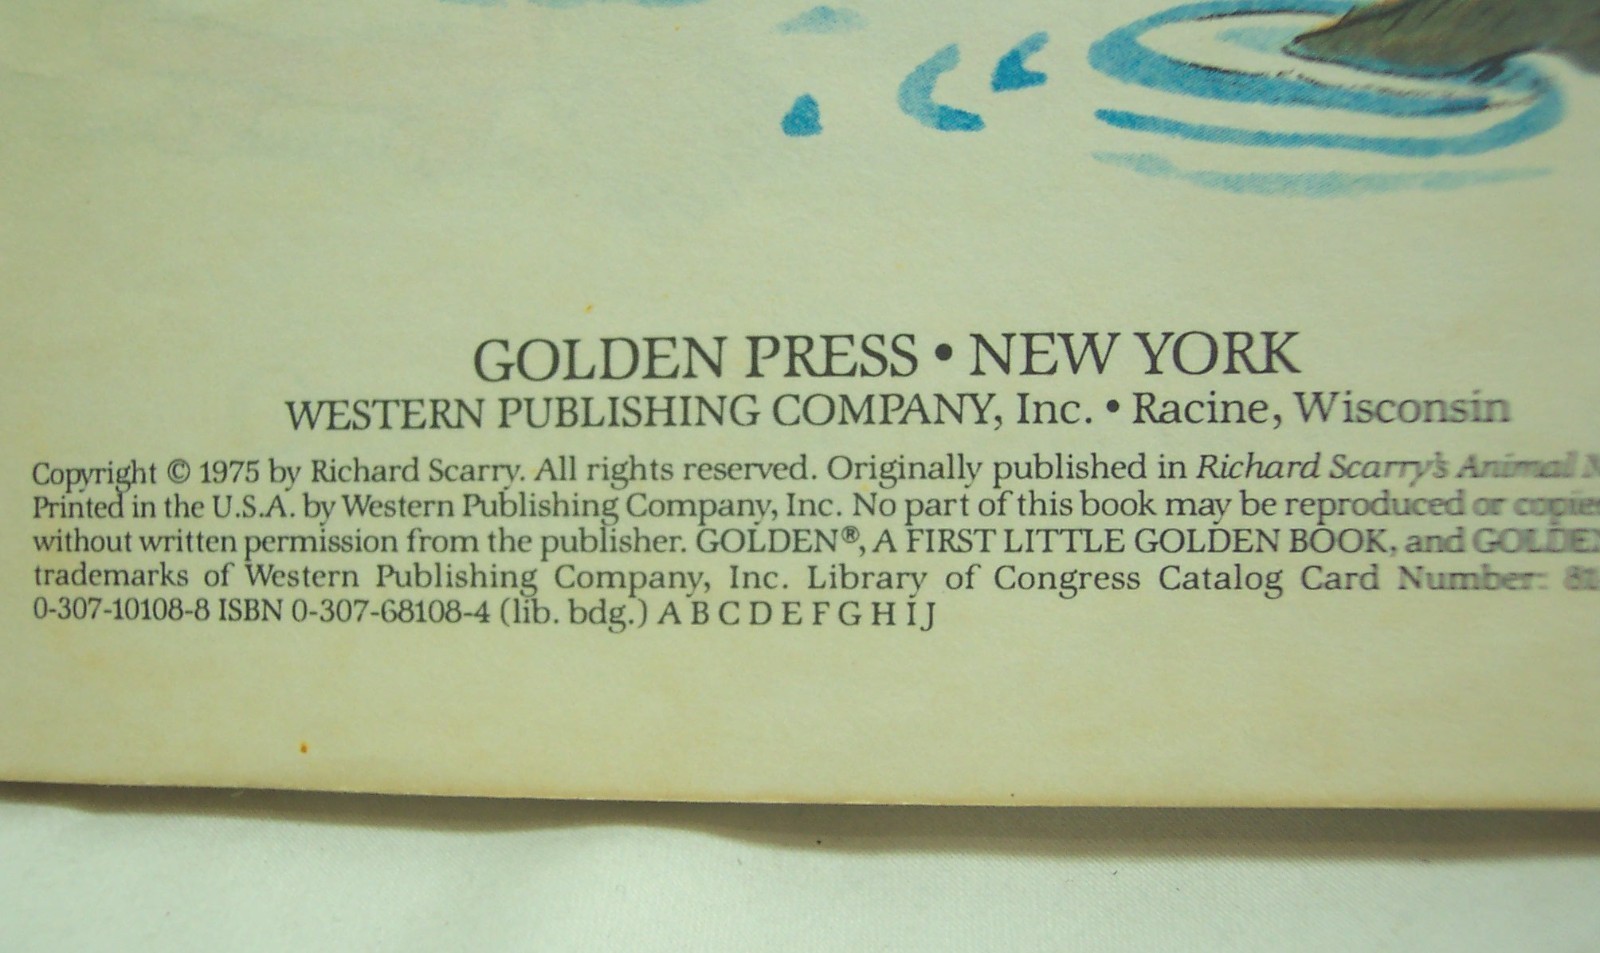 GOLDEN PRESS • NEW YORK
WESTERN PUBLISHING COMPANY, Inc. • Racine, Wisconsin
Copyright © 1975 by Richard Scarry. All rights reserved. Originally published in Richard Scarry's Animal
Printed in the U.S.A. by Western Publishing Company, Inc. No part of this book may be reproduced or
without written permission from the publisher. GOLDEN®, A FIRST LITTLE GOLDEN BOOK, and
trademarks of Western Publishing Company, Inc. Library of Congress Catalog Card Number:
0-307-10108-8 ISBN 0-307-68108-4 (lib. bdg.) A B C D E F G H I J